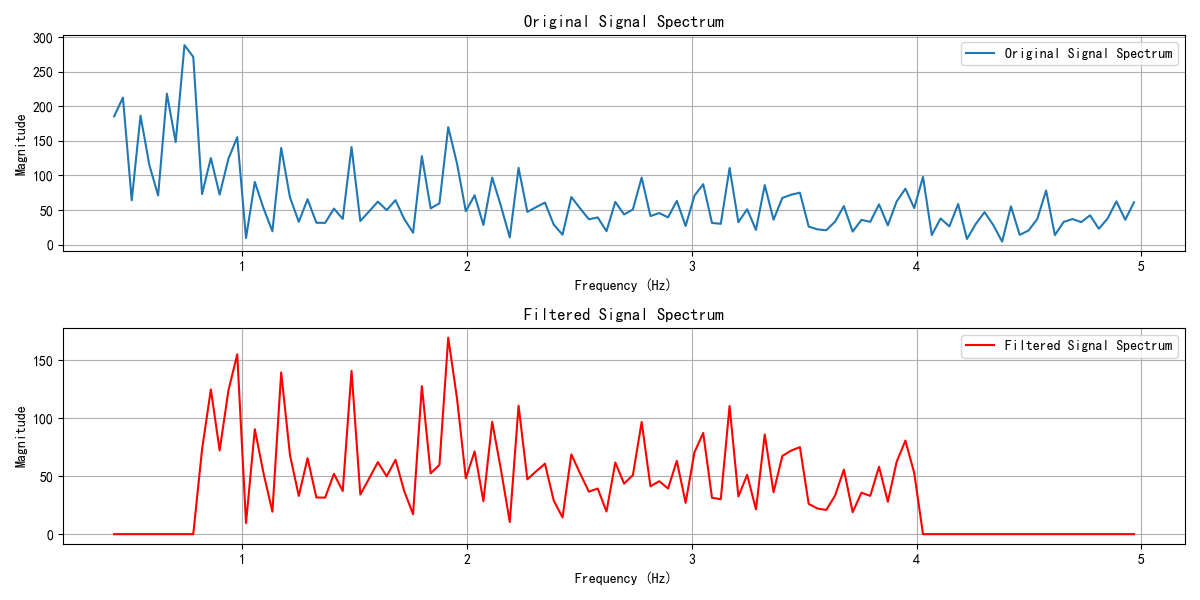 Original Signal Spectrum
300
250
200
150
100
50
0
Magnitude
Original Signal Spectrum
1 2 3 4 5
Frequency (Hz)
Filtered Signal Spectrum
150
100
50
0
Magnitude
Filtered Signal Spectrum
1 2 3 4 5
Frequency (Hz)